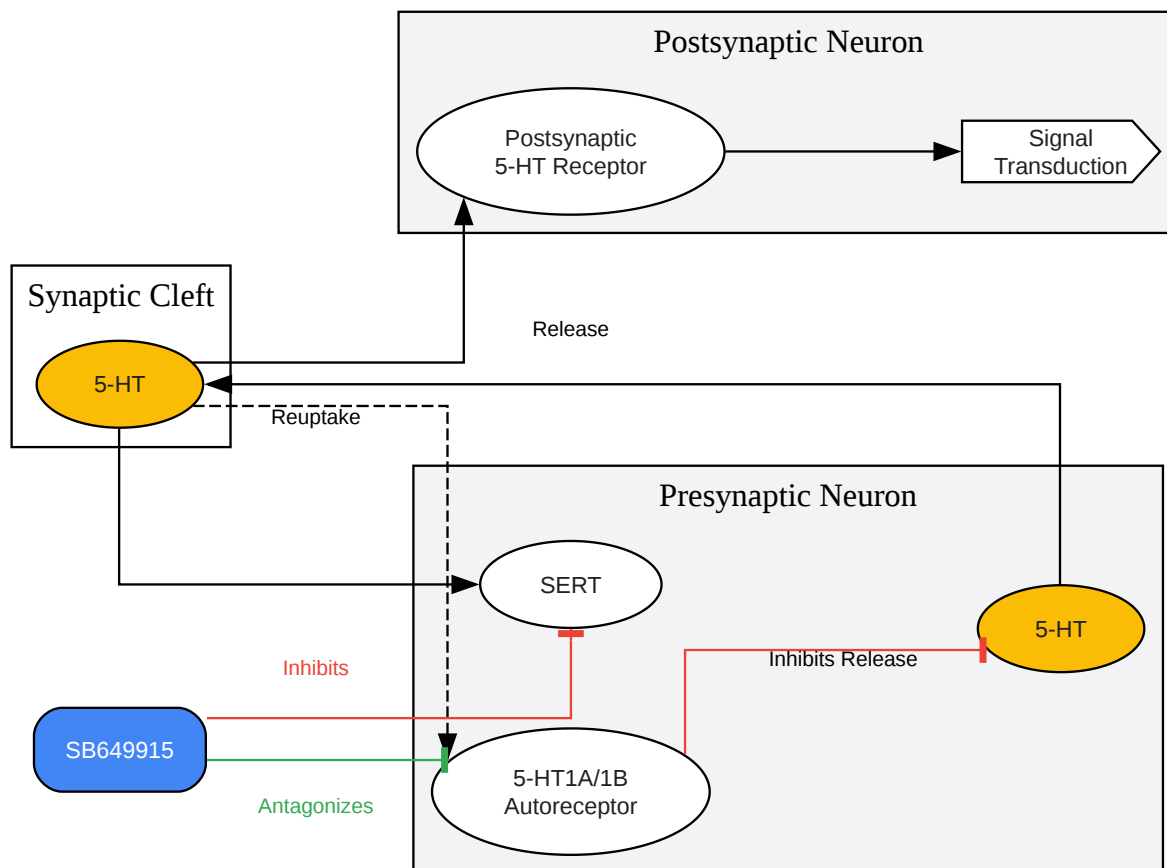 Postsynaptic Neuron
Postsynaptic
5-HT Receptor
Signal
Transduction
Synaptic Cleft
5-HT
Release
Reuptake
Presynaptic Neuron
SERT
5-HT
Inhibits
Inhibits Release
SB649915
Antagonizes
5-HT1A/1B
Autoreceptor